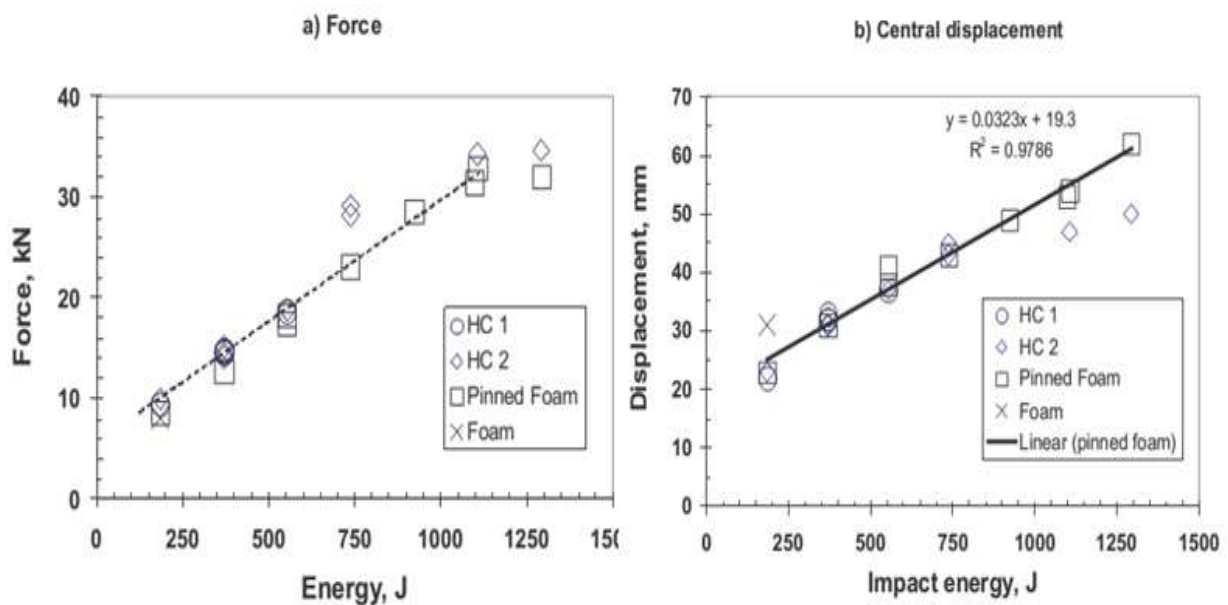 a) Force
40
30
20
10
0
Force, kN
HC 1
HC 2
Pinned Foam
Foam
0 250 500 750 1000 1250 150
Energy, J
b) Central displacement
70
60
50
40
30
20
10
0
Displacement, mm
y = 0.0323x + 19.3
R² = 0.9786
HC 1
HC 2
Pinned Foam
Foam
Linear (pinned foam)
0 250 500 750 1000 1250 1500
Impact energy, J